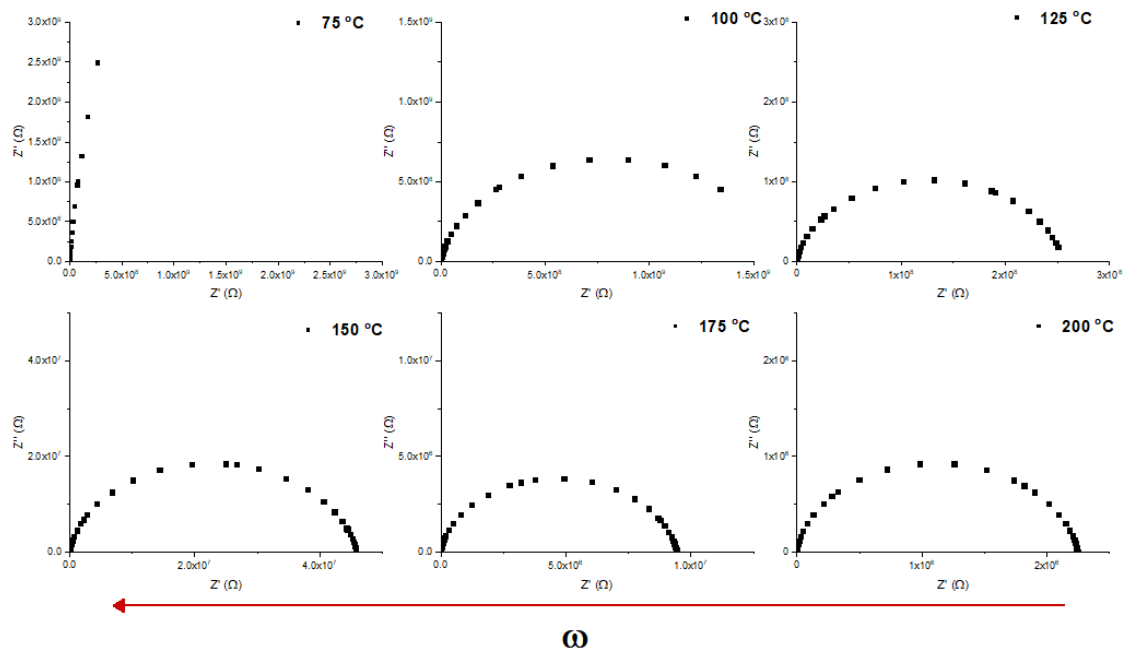 75 °C
3.0x10⁹
2.5x10⁹
2.0x10⁹
1.5x10⁹
1.0x10⁹
5.0x10⁸
0.0
Z'' (Ω)
0.0 5.0x10⁸ 1.0x10⁹ 1.5x10⁹ 2.0x10⁹ 2.5x10⁹ 3.0x10⁹
Z' (Ω)
100 °C
1.5x10⁹
1.0x10⁹
5.0x10⁸
0.0
Z'' (Ω)
0.0 5.0x10⁸ 1.0x10⁹ 1.5x10⁹
Z' (Ω)
125 °C
3x10⁸
2x10⁸
1x10⁸
0
Z'' (Ω)
0 1x10⁸ 2x10⁸ 3x10⁸
Z' (Ω)
150 °C
4.0x10⁷
2.0x10⁷
0.0
Z'' (Ω)
0.0 2.0x10⁷ 4.0x10⁷
Z' (Ω)
175 °C
1.0x10⁷
5.0x10⁶
0.0
Z'' (Ω)
0.0 5.0x10⁶ 1.0x10⁷
Z' (Ω)
200 °C
2x10⁶
1x10⁶
0
Z'' (Ω)
0 1x10⁶ 2x10⁶
Z' (Ω)
ω